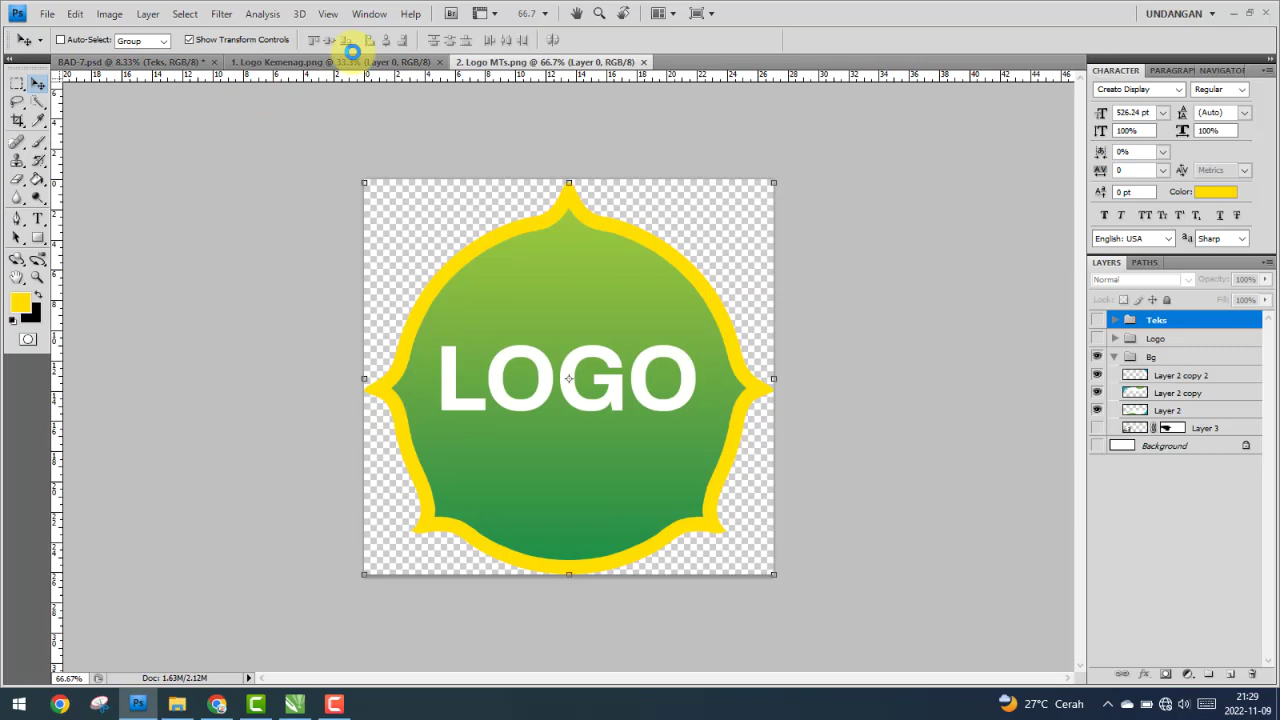 Ps File Edit Image Layer Select Filter Analysis 3D View Window Help Br 66.7 UNDANGAN
Auto-Select: Group Show Transform Controls
BAD-7.psd @ 8.33% (Teks, RGB/8) * × 1. Logo Kemenag.png @ 33.3% (Layer 0, RGB/8) × 2. Logo MTs.png @ 66.7% (Layer 0, RGB/8) ×
CHARACTER PARAGRAP NAVIGATOR
Creato Display Regular
526.24 pt (Auto)
100% 100%
0%
0 Metrics
0 pt Color:
English: USA Sharp
LAYERS PATHS
Normal Opacity: 100%
Lock: Fill: 100%
Teks
Logo
Bg
Layer 2 copy 2
Layer 2 copy
Layer 2
Layer 3
Background
LOGO
66.67% Doc: 1.63M/2.12M
27°C Cerah 21:29
2022-11-09